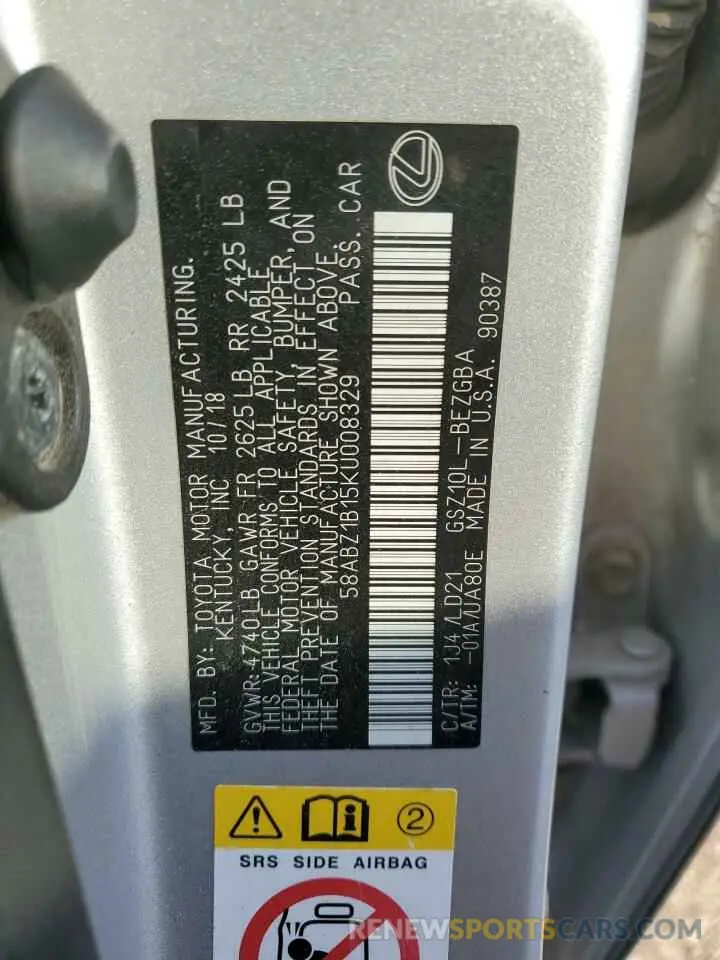 MFD. BY: TOYOTA MOTOR MANUFACTURING.
KENTUCKY, INC 10/18
GVWR: 4740LB GAWR FR 2625 LB RR 2425 LB
THIS VEHICLE CONFORMS TO ALL APPLICABLE
FEDERAL MOTOR VEHICLE SAFETY, BUMPER, AND
THEFT PREVENTION STANDARDS IN EFFECT ON
THE DATE OF MANUFACTURE SHOWN ABOVE.
58ABZ1B15KU008329 PASS. CAR
C/TR: 1J4/LD21 GSZ10L-BEZGBA
A/TM: -01A/UA80E MADE IN U.S.A. 90387
2
SRS SIDE AIRBAG
RENEWSPORTSCARS.COM